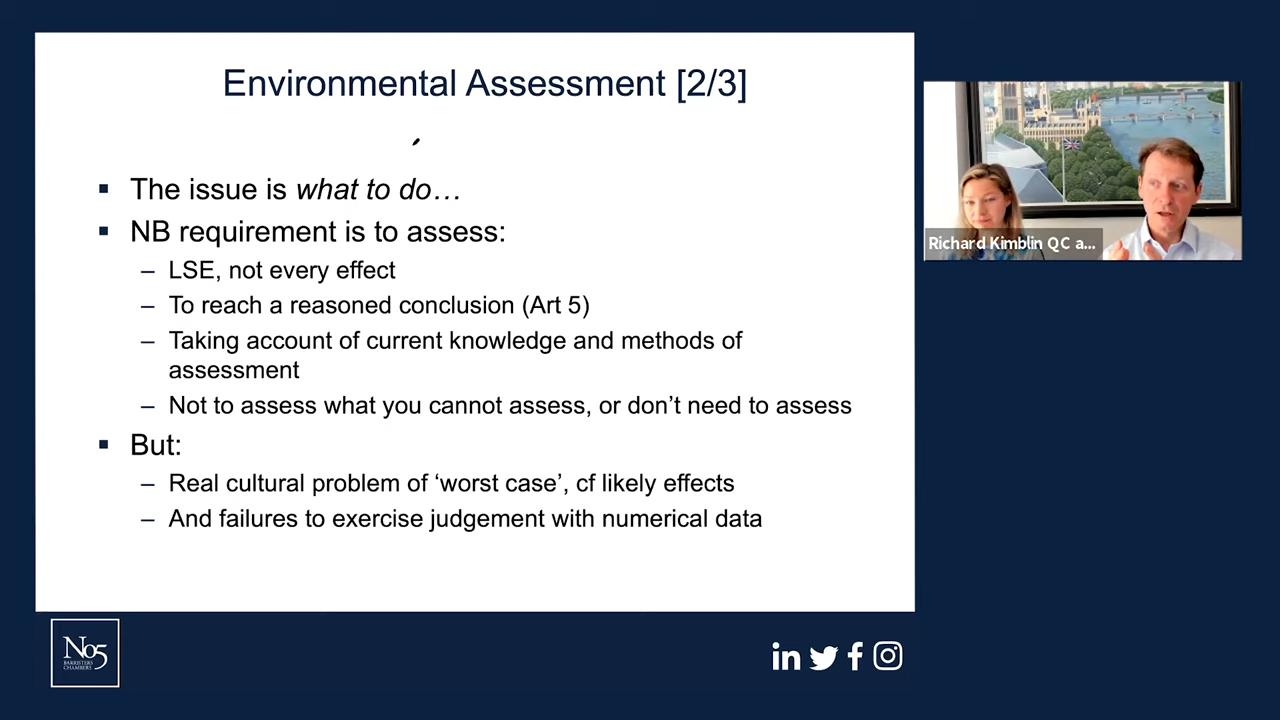 Environmental Assessment [2/3]
▪ The issue is what to do…
▪ NB requirement is to assess:
– LSE, not every effect
– To reach a reasoned conclusion (Art 5)
– Taking account of current knowledge and methods of
assessment
– Not to assess what you cannot assess, or don’t need to assess
▪ But:
– Real cultural problem of ‘worst case’, cf likely effects
– And failures to exercise judgement with numerical data
Richard Kimblin QC a...
No5
BARRISTERS
CHAMBERS
in
f